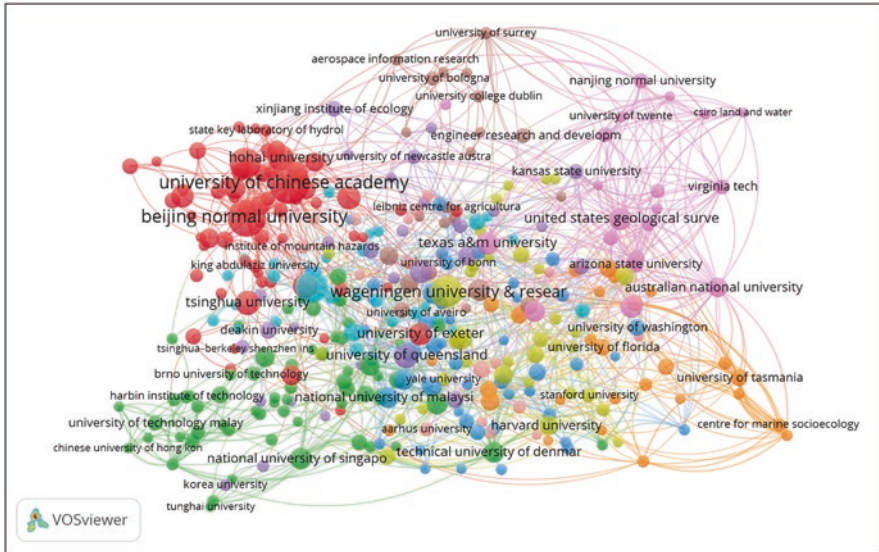 university of surrey
aerospace information research
university of bologna
nanjing normal university
university college dublin
xinjiang institute of ecology
university of twente
csiro land and water
state key laboratory of hydrol
engineer research and developm
hohai university
university of newcastle austra
kansas state university
university of chinese academy
virginia tech
leibniz centre for agricultura
beijing normal university
united states geological surve
institute of mountain hazards
texas a&m university
university of bonn
king abdulaziz university
arizona state university
wageningen university & resear
australian national university
tsinghua university
university of aveiro
deakin university
university of exeter
university of washington
tsinghua-berkeley shenzhen ins
university of queensland
university of florida
brno university of technology
yale university
university of tasmania
harbin institute of technology
national university of malaysi
stanford university
university of technology malay
aarhus university
harvard university
centre for marine socioecology
chinese university of hong kon
national university of singapo
technical university of denmar
korea university
tunghai university
VOSviewer